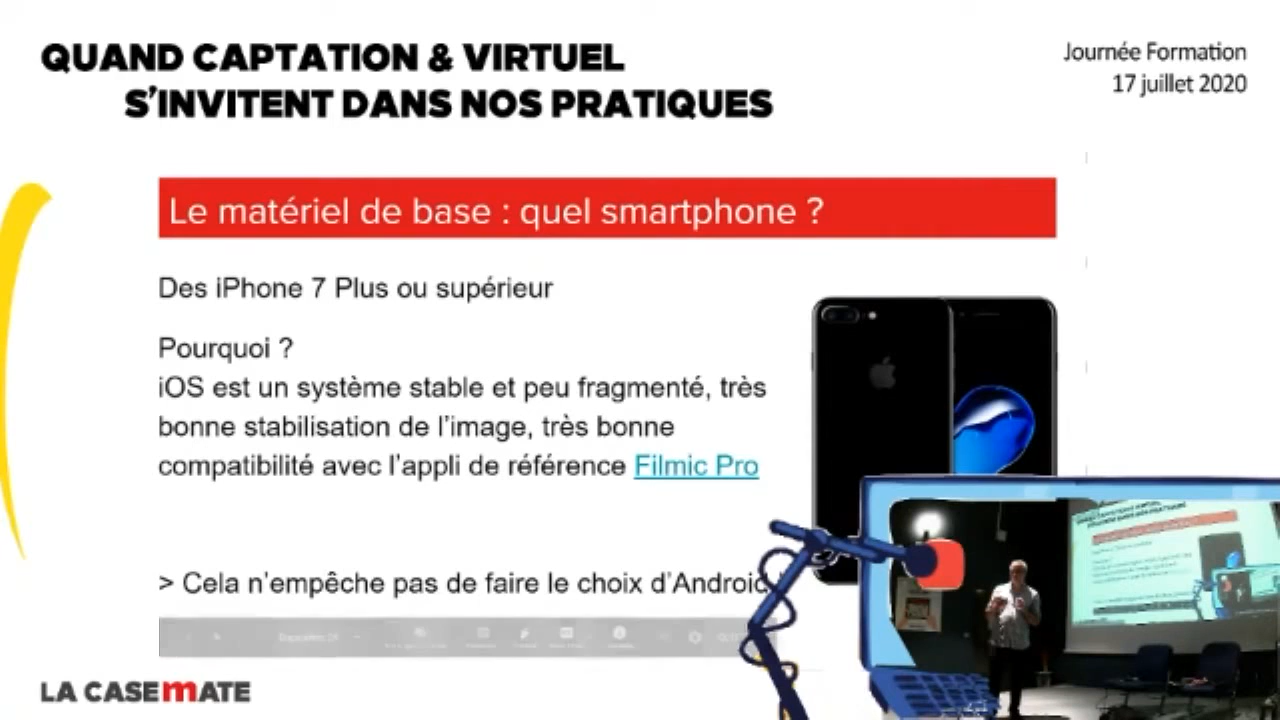 QUAND CAPTATION & VIRTUEL
S'INVITENT DANS NOS PRATIQUES
Journée Formation
17 juillet 2020
Le matériel de base : quel smartphone ?
Des iPhone 7 Plus ou supérieur
Pourquoi ?
iOS est un système stable et peu fragmenté, très
bonne stabilisation de l'image, très bonne
compatibilité avec l'appli de référence Filmic Pro
> Cela n'empêche pas de faire le choix d'Android
LA CASEMATE